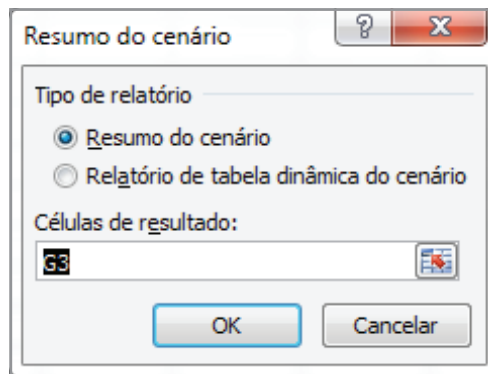 Resumo do cenário
Tipo de relatório
Resumo do cenário
Relatório de tabela dinâmica do cenário
Células de resultado:
G3
OK
Cancelar